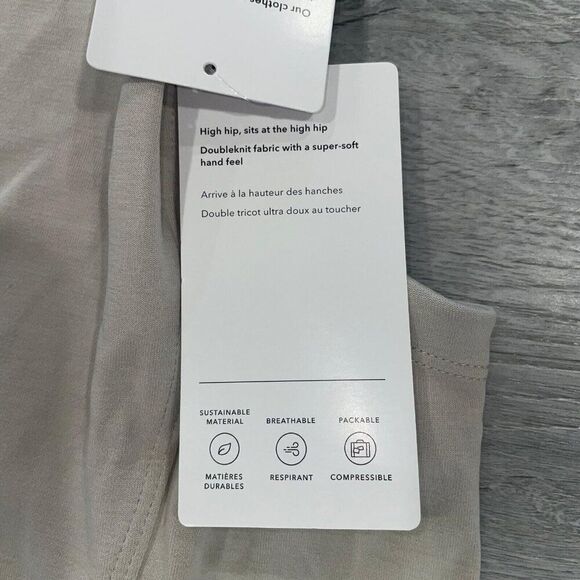 Our clothes
High hip, sits at the high hip
Doubleknit fabric with a super-soft
hand feel
Arrive à la hauteur des hanches
Double tricot ultra doux au toucher
SUSTAINABLE
MATERIAL
MATIÈRES
DURABLES
BREATHABLE
RESPIRANT
PACKABLE
COMPRESSIBLE